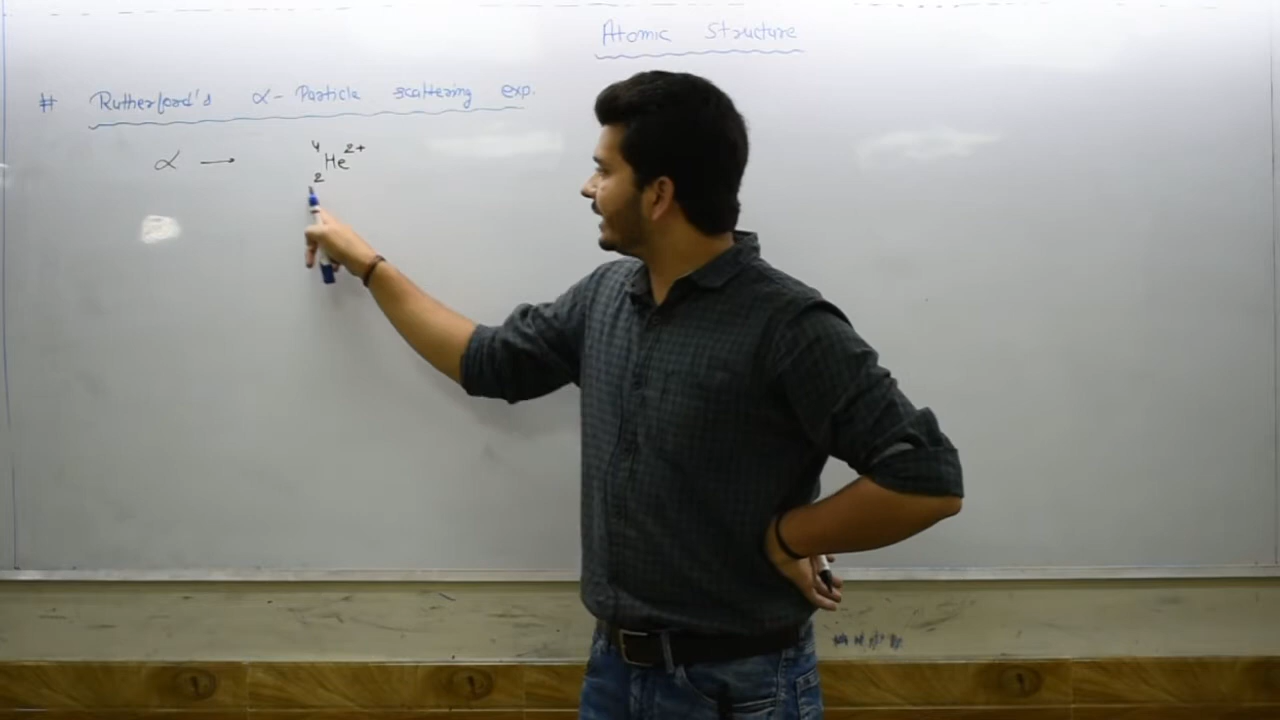 Atomic Structure
# Rutherford's α-Particle scattering exp.
α → ⁴₂He²⁺